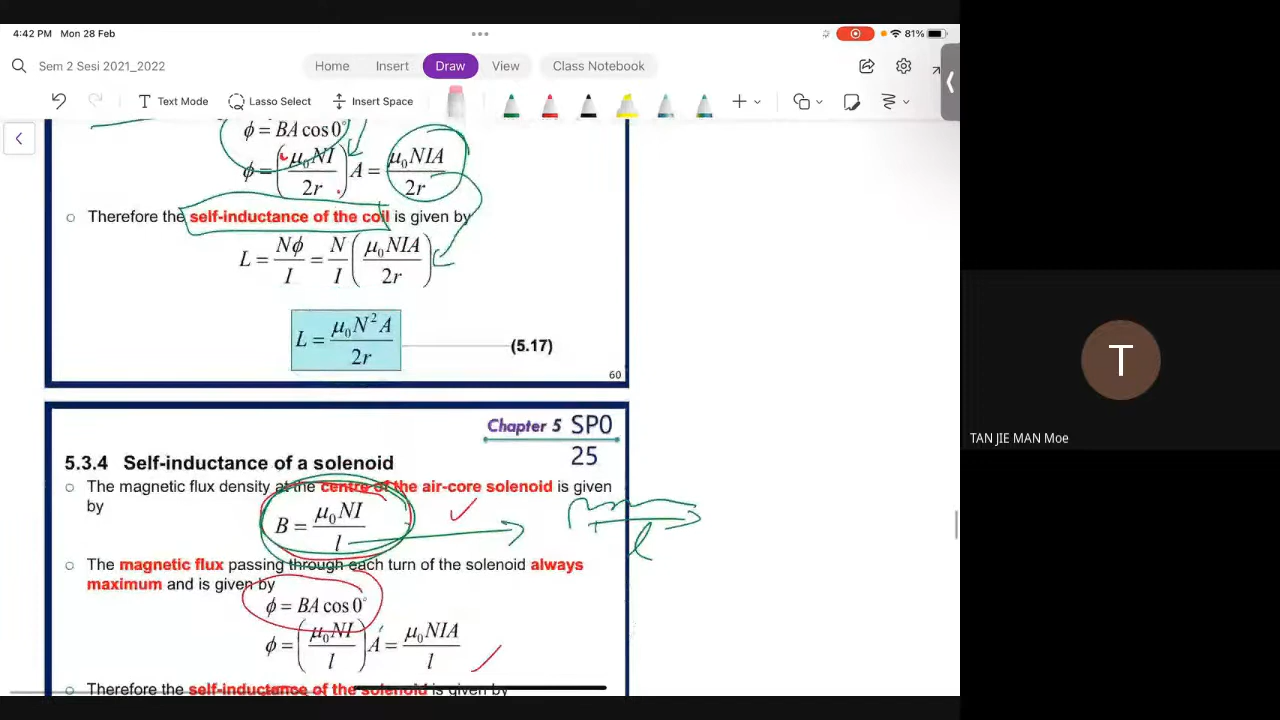 4:42 PM Mon 28 Feb
81%
Sem 2 Sesi 2021_2022
Home Insert Draw View Class Notebook
Text Mode Lasso Select Insert Space
ϕ = BA cos 0°
ϕ = (μ₀NI / 2r) A = μ₀NIA / 2r
Therefore the self-inductance of the coil is given by
L = Nϕ / I = N / I (μ₀NIA / 2r)
L = μ₀N²A / 2r (5.17)
60
Chapter 5 SP0
25
5.3.4 Self-inductance of a solenoid
The magnetic flux density at the centre of the air-core solenoid is given
by
B = μ₀NI / l
l
The magnetic flux passing through each turn of the solenoid always
maximum and is given by
ϕ = BA cos 0°
ϕ = (μ₀NI / l) A = μ₀NIA / l
Therefore the self-inductance of the solenoid is given by
T
TAN JIE MAN Moe